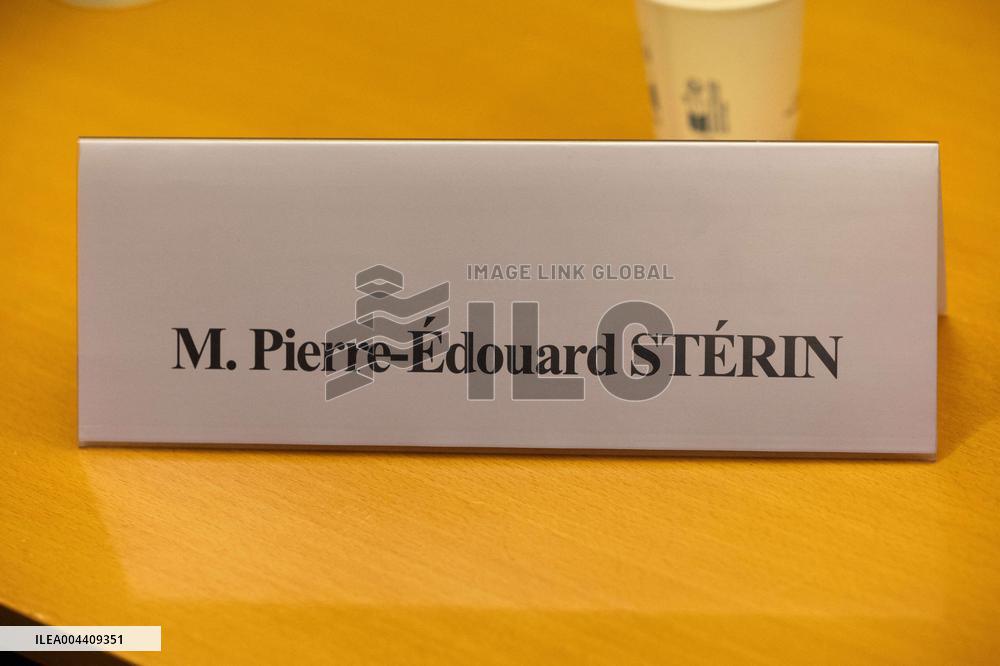 IMAGE LINK GLOBAL
ILG
M. Pierre-Édouard STÉRIN
ILEA004409351